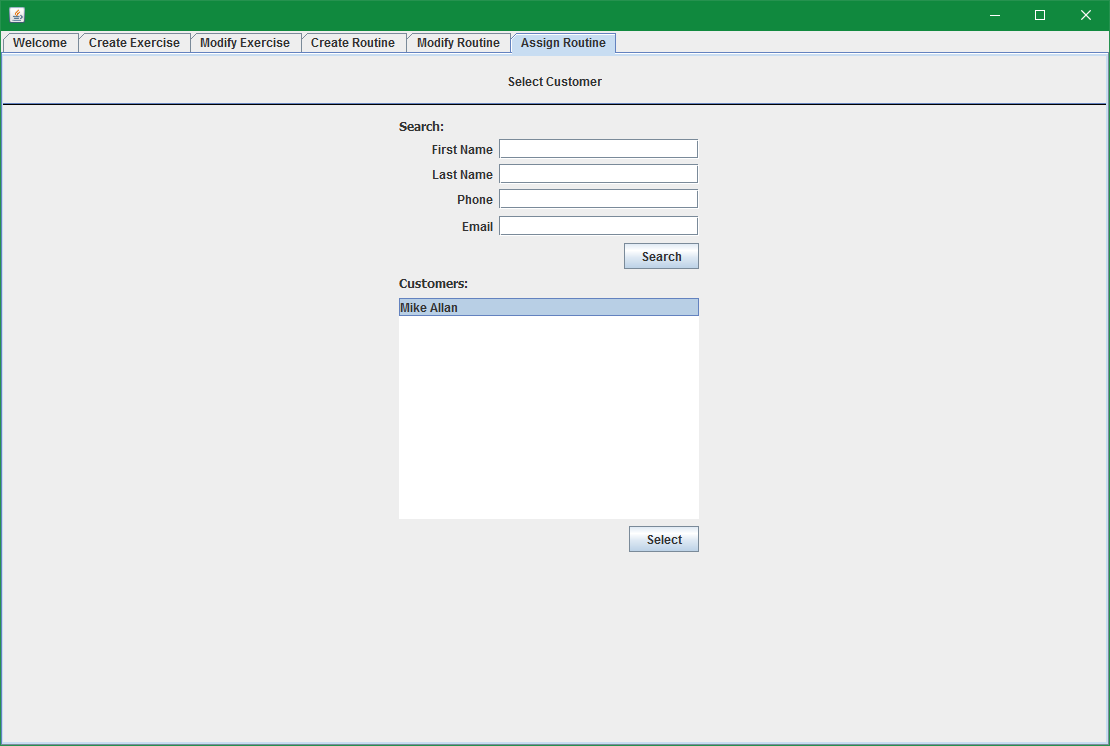 Welcome Create Exercise Modify Exercise Create Routine Modify Routine Assign Routine
Select Customer
Search:
First Name
Last Name
Phone
Email
Search
Customers:
Mike Allan
Select